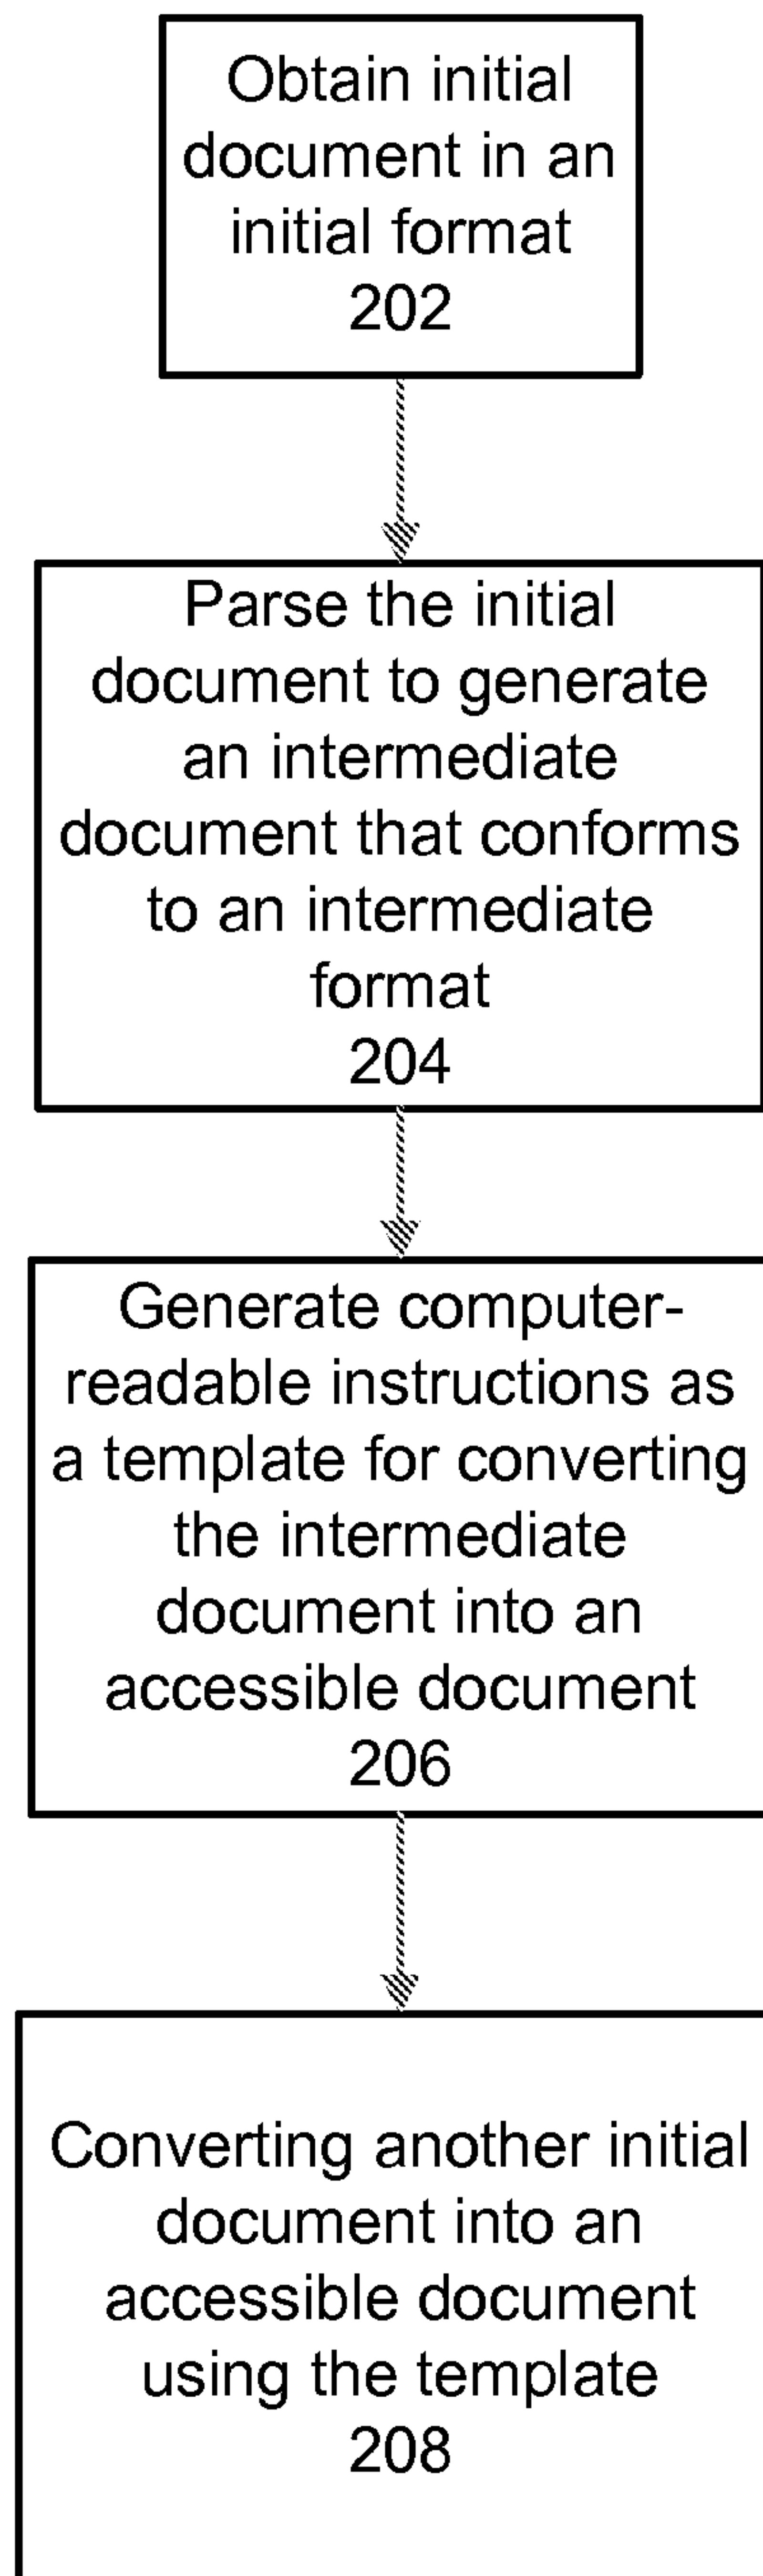 Obtain initial
document in an
initial format
202
Parse the initial
document to generate
an intermediate
document that conforms
to an intermediate
format
204
Generate computer-
readable instructions as
a template for converting
the intermediate
document into an
accessible document
206
Converting another initial
document into an
accessible document
using the template
208